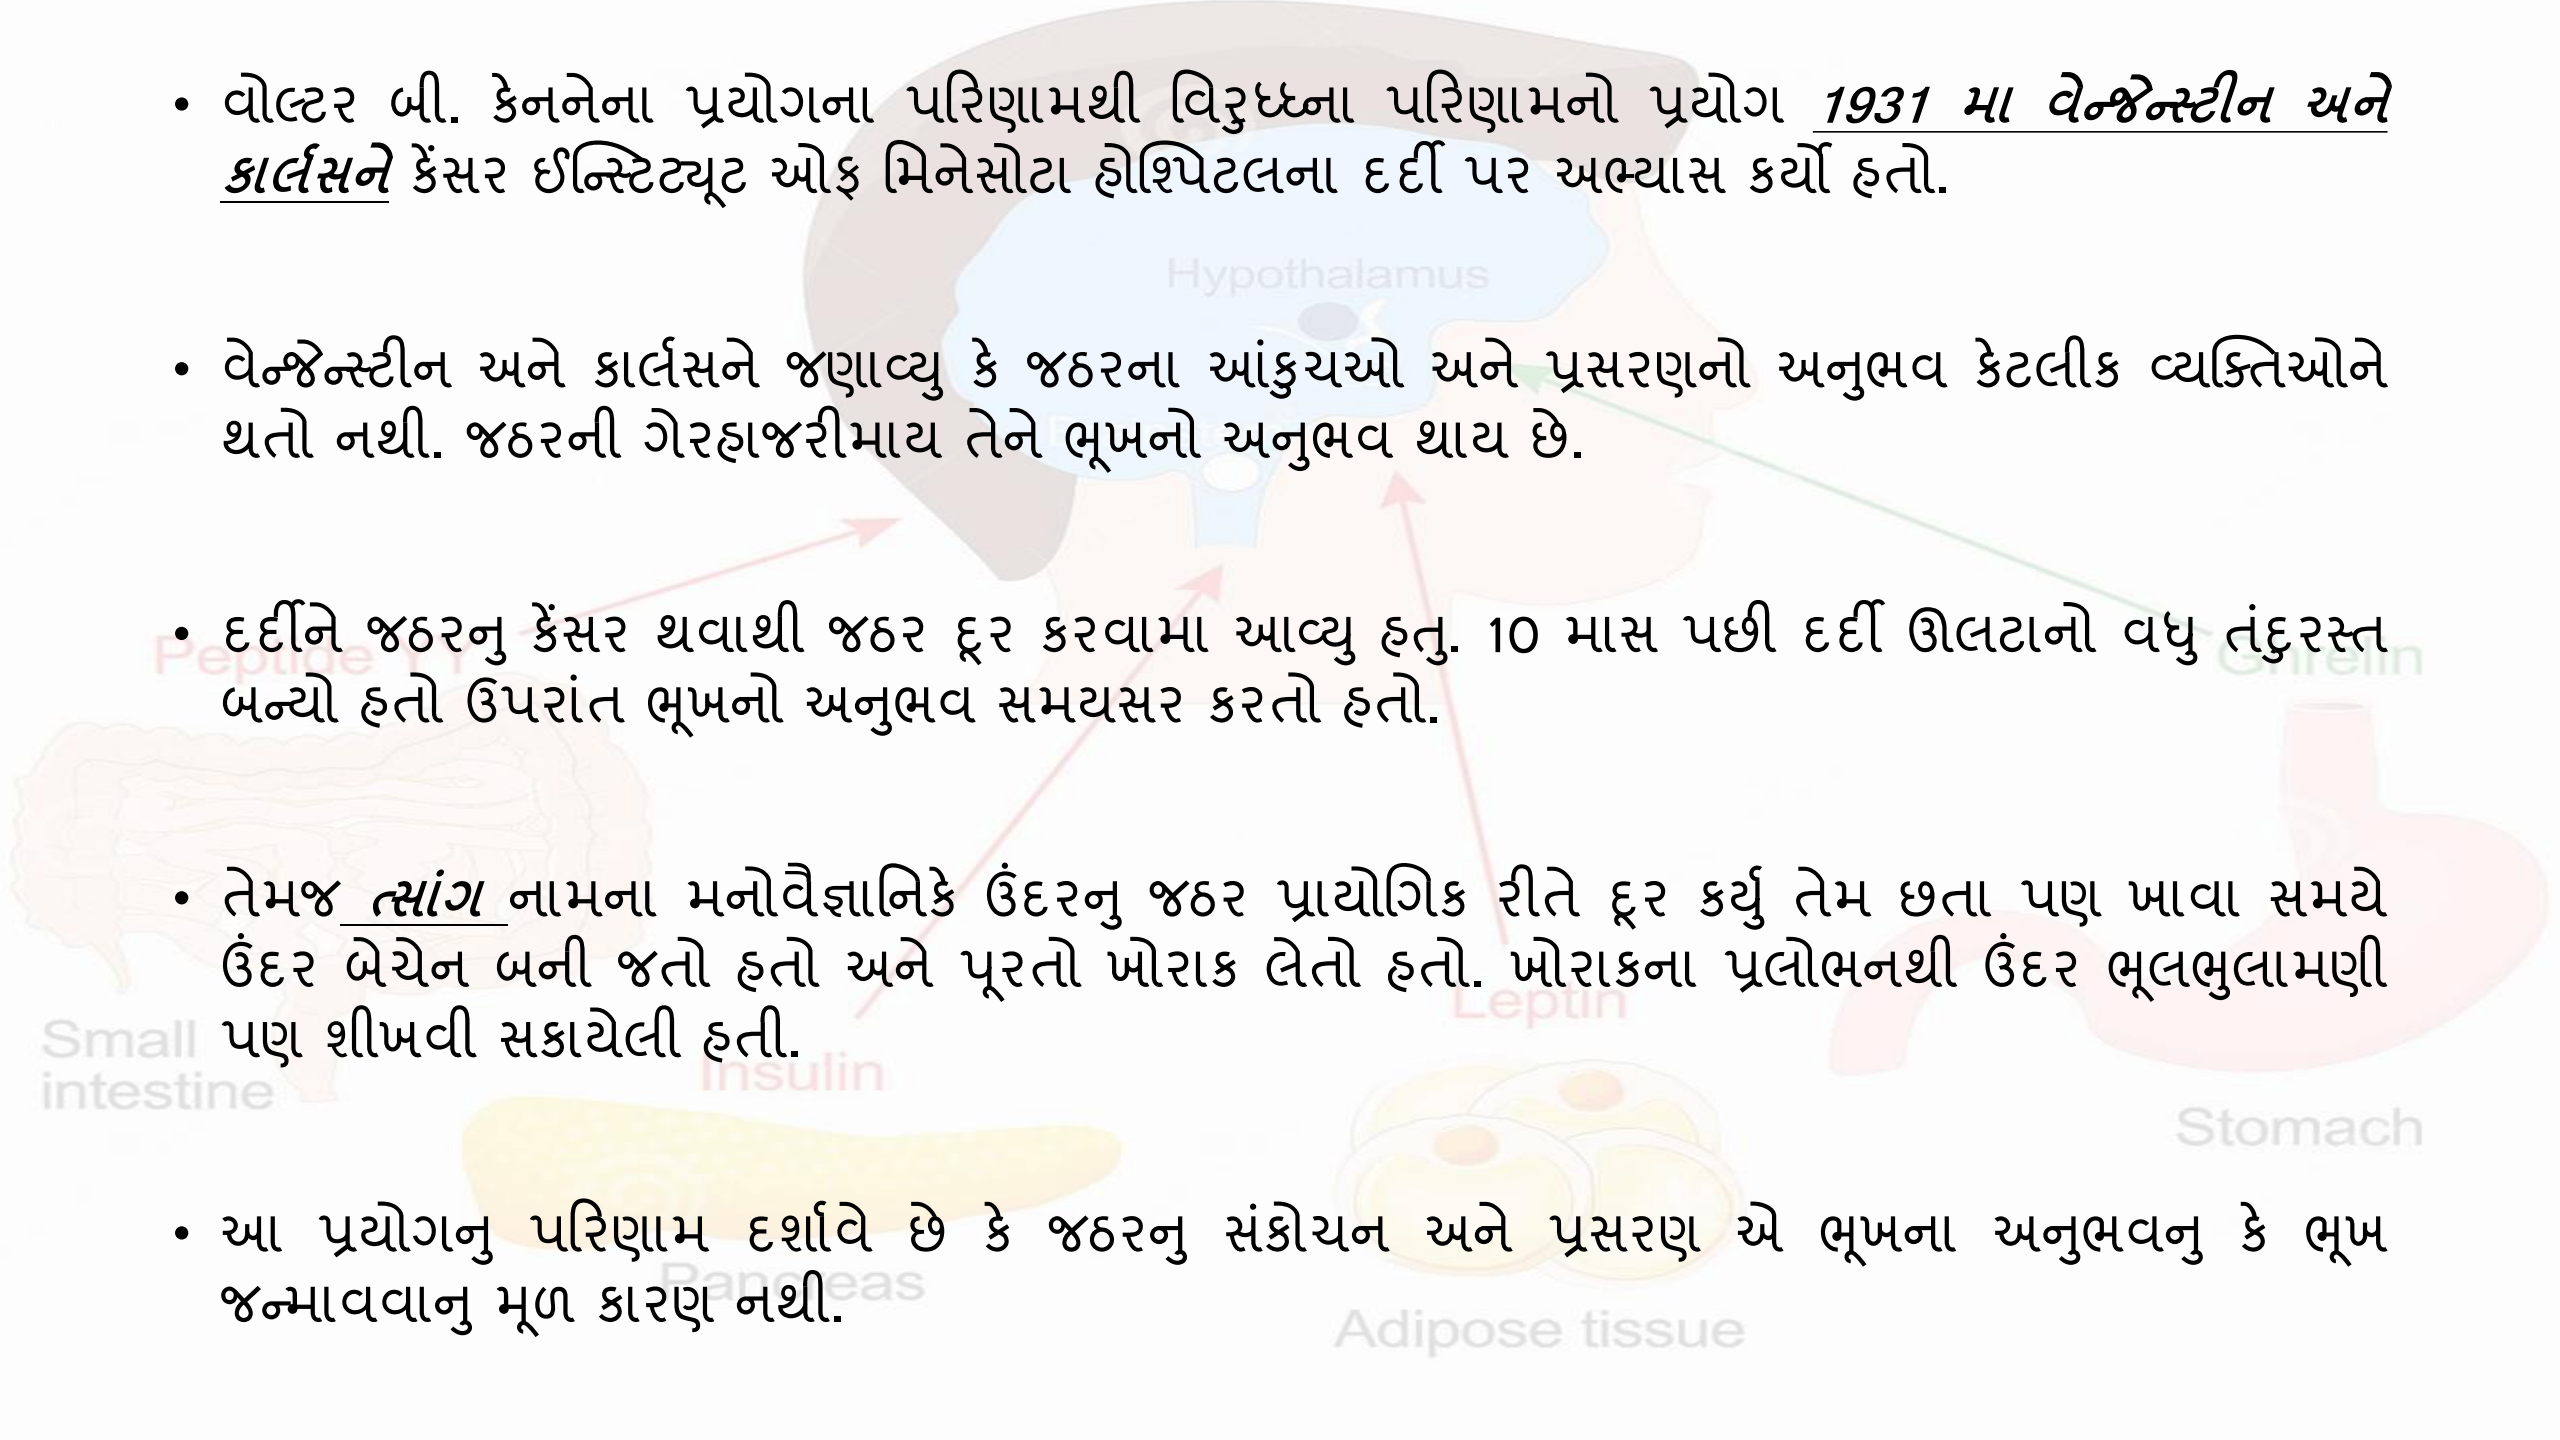 • વોલ્ટર બી. કેનનેના પ્રયોગના પરિણામથી વિરુધ્ધ્ના પરિણામનો પ્રયોગ 1931 મા વેન્જેન્સ્ટીન અને
કાર્લસને કેંસર ઈન્સ્ટિટ્યૂટ ઓફ મિનેસોટા હોશ્પિટલના દર્દી પર અભ્યાસ કર્યો હતો.
Hypothalamus
• વેન્જેન્સ્ટીન અને કાર્લસને જણાવ્યુ કે જઠરના આંકુચઓ અને પ્રસરણનો અનુભવ કેટલીક વ્યક્તિઓને
થતો નથી. જઠરની ગેરહાજરીમાય તેને ભૂખનો અનુભવ થાય છે.
• દર્દીને જઠરનુ કેંસર થવાથી જઠર દૂર કરવામા આવ્યુ હતુ. 10 માસ પછી દર્દી ઊલટાનો વધુ તંદુરસ્ત
બન્યો હતો ઉપરાંત ભૂખનો અનુભવ સમયસર કરતો હતો.
Peptide YY
Ghrelin
• તેમજ ત્સાંગ નામના મનોવૈજ્ઞાનિકે ઉંદરનુ જઠર પ્રાયોગિક રીતે દૂર કર્યુ તેમ છતા પણ ખાવા સમયે
ઉંદર બેચેન બની જતો હતો અને પૂરતો ખોરાક લેતો હતો. ખોરાકના પ્રલોભનથી ઉંદર ભૂલભુલામણી
પણ શીખવી સકાયેલી હતી.
Leptin
Small
intestine
Insulin
Stomach
• આ પ્રયોગનુ પરિણામ દર્શાવે છે કે જઠરનુ સંકોચન અને પ્રસરણ એ ભૂખના અનુભવનુ કે ભૂખ
જન્માવવાનુ મૂળ કારણ નથી.
Pancreas
Adipose tissue